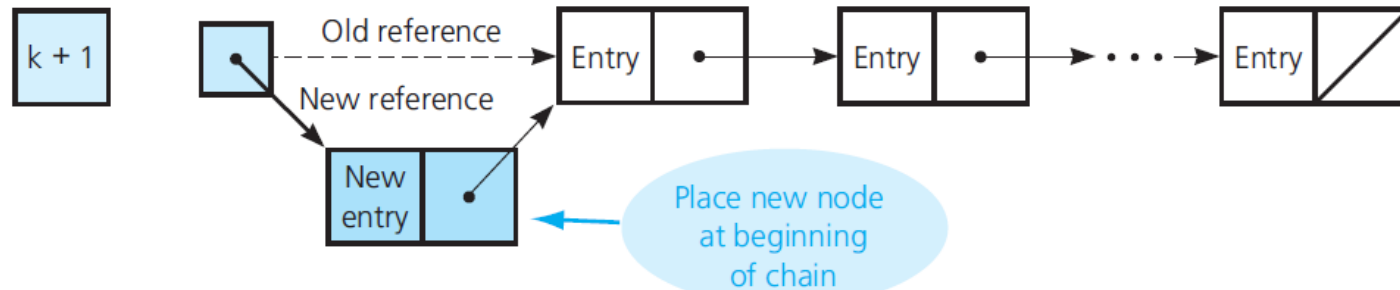 k + 1
Old reference
New reference
Entry
Entry
• • •
Entry
New
entry
Place new node
at beginning
of chain